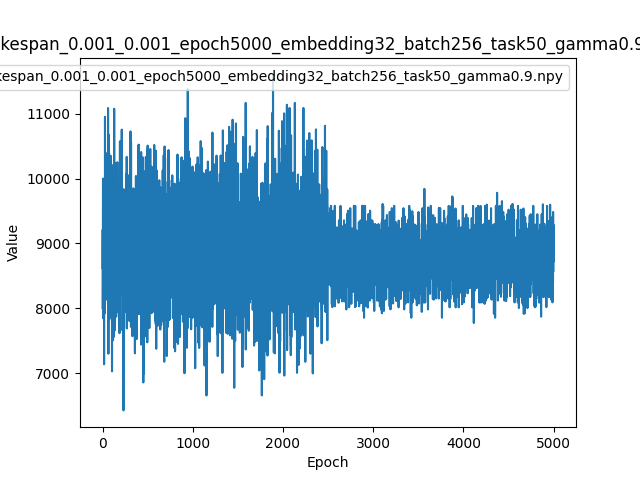 kespan_0.001_0.001_epoch5000_embedding32_batch256_task50_gamma0.9
kespan_0.001_0.001_epoch5000_embedding32_batch256_task50_gamma0.9.npy
11000
10000
9000
8000
7000
Value
0
1000
2000
3000
4000
5000
Epoch